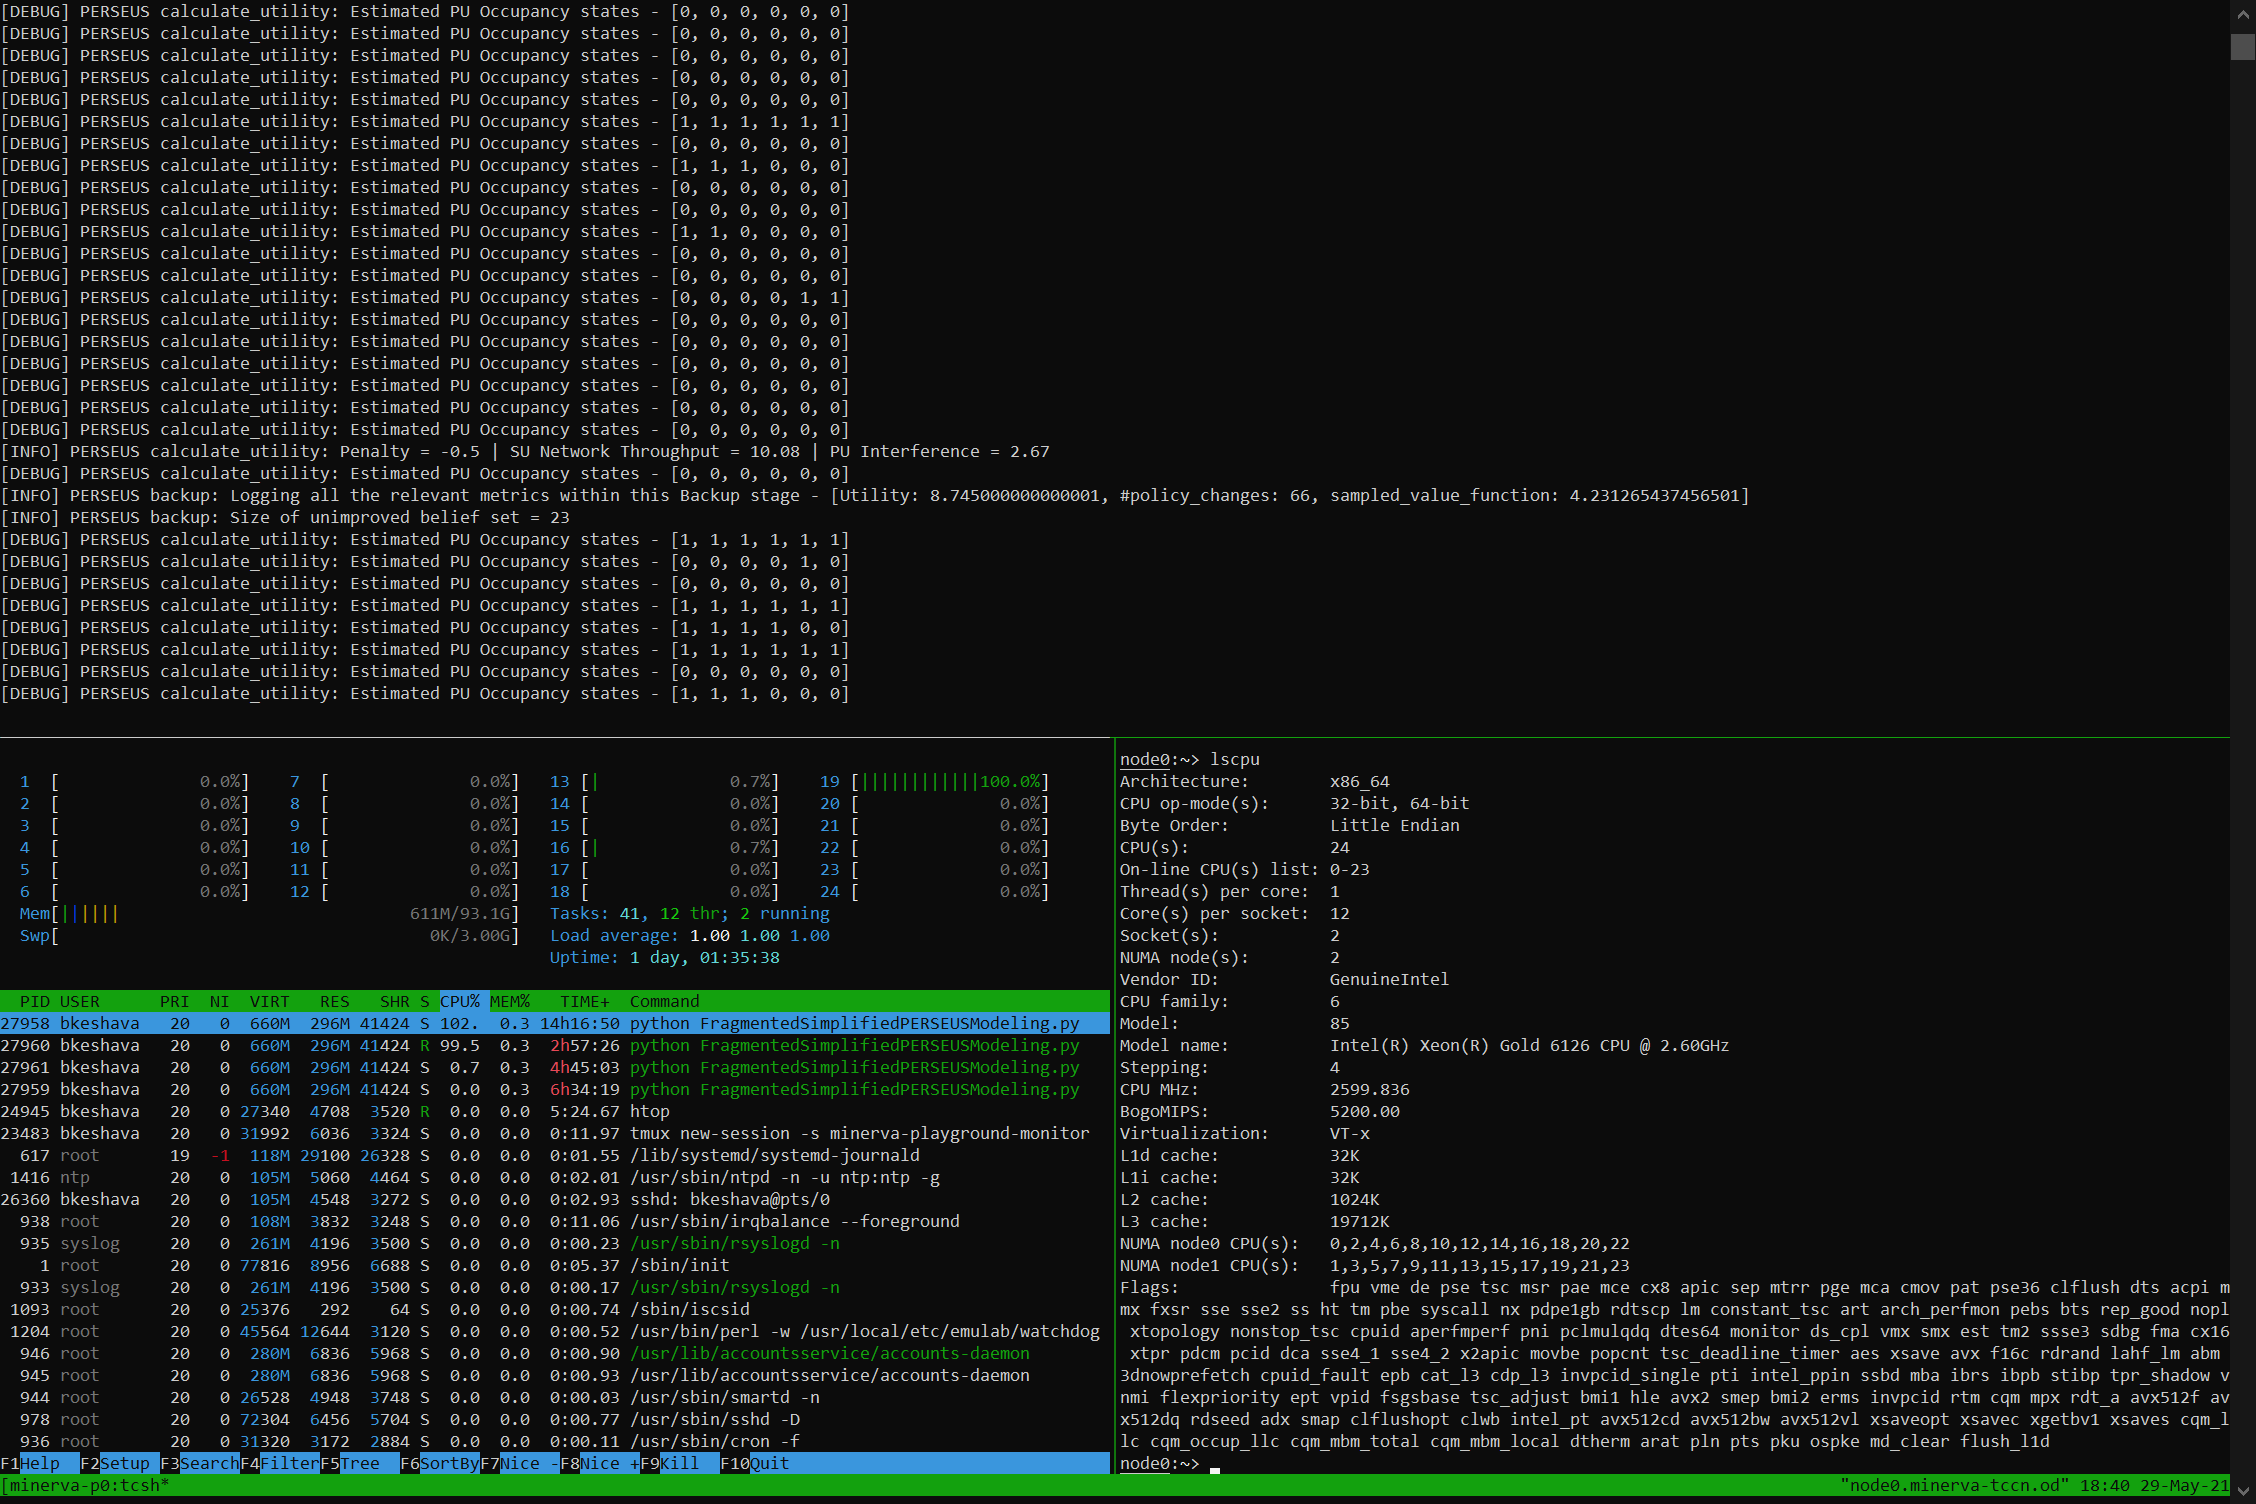 [DEBUG] PERSEUS calculate_utility: Estimated PU Occupancy states - [0, 0, 0, 0, 0, 0]
[DEBUG] PERSEUS calculate_utility: Estimated PU Occupancy states - [0, 0, 0, 0, 0, 0]
[DEBUG] PERSEUS calculate_utility: Estimated PU Occupancy states - [0, 0, 0, 0, 0, 0]
[DEBUG] PERSEUS calculate_utility: Estimated PU Occupancy states - [0, 0, 0, 0, 0, 0]
[DEBUG] PERSEUS calculate_utility: Estimated PU Occupancy states - [0, 0, 0, 0, 0, 0]
[DEBUG] PERSEUS calculate_utility: Estimated PU Occupancy states - [1, 1, 1, 1, 1, 1]
[DEBUG] PERSEUS calculate_utility: Estimated PU Occupancy states - [0, 0, 0, 0, 0, 0]
[DEBUG] PERSEUS calculate_utility: Estimated PU Occupancy states - [1, 1, 1, 0, 0, 0]
[DEBUG] PERSEUS calculate_utility: Estimated PU Occupancy states - [0, 0, 0, 0, 0, 0]
[DEBUG] PERSEUS calculate_utility: Estimated PU Occupancy states - [0, 0, 0, 0, 0, 0]
[DEBUG] PERSEUS calculate_utility: Estimated PU Occupancy states - [1, 1, 0, 0, 0, 0]
[DEBUG] PERSEUS calculate_utility: Estimated PU Occupancy states - [0, 0, 0, 0, 0, 0]
[DEBUG] PERSEUS calculate_utility: Estimated PU Occupancy states - [0, 0, 0, 0, 0, 0]
[DEBUG] PERSEUS calculate_utility: Estimated PU Occupancy states - [0, 0, 0, 0, 1, 1]
[DEBUG] PERSEUS calculate_utility: Estimated PU Occupancy states - [0, 0, 0, 0, 0, 0]
[DEBUG] PERSEUS calculate_utility: Estimated PU Occupancy states - [0, 0, 0, 0, 0, 0]
[DEBUG] PERSEUS calculate_utility: Estimated PU Occupancy states - [0, 0, 0, 0, 0, 0]
[DEBUG] PERSEUS calculate_utility: Estimated PU Occupancy states - [0, 0, 0, 0, 0, 0]
[DEBUG] PERSEUS calculate_utility: Estimated PU Occupancy states - [0, 0, 0, 0, 0, 0]
[DEBUG] PERSEUS calculate_utility: Estimated PU Occupancy states - [0, 0, 0, 0, 0, 0]
[INFO] PERSEUS calculate_utility: Penalty = -0.5 | SU Network Throughput = 10.08 | PU Interference = 2.67
[DEBUG] PERSEUS calculate_utility: Estimated PU Occupancy states - [0, 0, 0, 0, 0, 0]
[INFO] PERSEUS backup: Logging all the relevant metrics within this Backup stage - [Utility: 8.745000000000001, #policy_changes: 66, sampled_value_function: 4.231265437456501]
[INFO] PERSEUS backup: Size of unimproved belief set = 23
[DEBUG] PERSEUS calculate_utility: Estimated PU Occupancy states - [1, 1, 1, 1, 1, 1]
[DEBUG] PERSEUS calculate_utility: Estimated PU Occupancy states - [0, 0, 0, 0, 1, 0]
[DEBUG] PERSEUS calculate_utility: Estimated PU Occupancy states - [0, 0, 0, 0, 0, 0]
[DEBUG] PERSEUS calculate_utility: Estimated PU Occupancy states - [1, 1, 1, 1, 1, 1]
[DEBUG] PERSEUS calculate_utility: Estimated PU Occupancy states - [1, 1, 1, 1, 0, 0]
[DEBUG] PERSEUS calculate_utility: Estimated PU Occupancy states - [1, 1, 1, 1, 1, 1]
[DEBUG] PERSEUS calculate_utility: Estimated PU Occupancy states - [0, 0, 0, 0, 0, 0]
[DEBUG] PERSEUS calculate_utility: Estimated PU Occupancy states - [1, 1, 1, 0, 0, 0]
1 [ 0.0%] 7 [ 0.0%] 13 [| 0.7%] 19 [||||||||||||100.0%]
2 [ 0.0%] 8 [ 0.0%] 14 [ 0.0%] 20 [ 0.0%]
3 [ 0.0%] 9 [ 0.0%] 15 [ 0.0%] 21 [ 0.0%]
4 [ 0.0%] 10 [ 0.0%] 16 [| 0.7%] 22 [ 0.0%]
5 [ 0.0%] 11 [ 0.0%] 17 [ 0.0%] 23 [ 0.0%]
6 [ 0.0%] 12 [ 0.0%] 18 [ 0.0%] 24 [ 0.0%]
Mem[|||||| 611M/93.1G] Tasks: 41, 12 thr; 2 running
Swp[ 0K/3.00G] Load average: 1.00 1.00 1.00
Uptime: 1 day, 01:35:38
PID USER PRI NI VIRT RES SHR S CPU% MEM% TIME+ Command
27958 bkeshava 20 0 660M 296M 41424 S 102. 0.3 14h16:50 python FragmentedSimplifiedPERSEUSModeling.py
27960 bkeshava 20 0 660M 296M 41424 R 99.5 0.3 2h57:26 python FragmentedSimplifiedPERSEUSModeling.py
27961 bkeshava 20 0 660M 296M 41424 S 0.7 0.3 4h45:03 python FragmentedSimplifiedPERSEUSModeling.py
27959 bkeshava 20 0 660M 296M 41424 S 0.0 0.3 6h34:19 python FragmentedSimplifiedPERSEUSModeling.py
24945 bkeshava 20 0 27340 4708 3520 R 0.0 0.0 5:24.67 htop
23483 bkeshava 20 0 31992 6036 3324 S 0.0 0.0 0:11.97 tmux new-session -s minerva-playground-monitor
617 root 19 -1 118M 29100 26328 S 0.0 0.0 0:01.55 /lib/systemd/systemd-journald
1416 ntp 20 0 105M 5060 4464 S 0.0 0.0 0:02.01 /usr/sbin/ntpd -n -u ntp:ntp -g
26360 bkeshava 20 0 105M 4548 3272 S 0.0 0.0 0:02.93 sshd: bkeshava@pts/0
938 root 20 0 108M 3832 3248 S 0.0 0.0 0:11.06 /usr/sbin/irqbalance --foreground
935 syslog 20 0 261M 4196 3500 S 0.0 0.0 0:00.23 /usr/sbin/rsyslogd -n
1 root 20 0 77816 8956 6688 S 0.0 0.0 0:05.37 /sbin/init
933 syslog 20 0 261M 4196 3500 S 0.0 0.0 0:00.17 /usr/sbin/rsyslogd -n
1093 root 20 0 25376 292 64 S 0.0 0.0 0:00.74 /sbin/iscsid
1204 root 20 0 45564 12644 3120 S 0.0 0.0 0:00.52 /usr/bin/perl -w /usr/local/etc/emulab/watchdog
946 root 20 0 280M 6836 5968 S 0.0 0.0 0:00.90 /usr/lib/accountsservice/accounts-daemon
945 root 20 0 280M 6836 5968 S 0.0 0.0 0:00.93 /usr/lib/accountsservice/accounts-daemon
944 root 20 0 26528 4948 3748 S 0.0 0.0 0:00.03 /usr/sbin/smartd -n
978 root 20 0 72304 6456 5704 S 0.0 0.0 0:00.77 /usr/sbin/sshd -D
936 root 20 0 31320 3172 2884 S 0.0 0.0 0:00.11 /usr/sbin/cron -f
F1Help F2Setup F3SearchF4FilterF5Tree F6SortByF7Nice -F8Nice +F9Kill F10Quit
node0:~> lscpu
Architecture: x86_64
CPU op-mode(s): 32-bit, 64-bit
Byte Order: Little Endian
CPU(s): 24
On-line CPU(s) list: 0-23
Thread(s) per core: 1
Core(s) per socket: 12
Socket(s): 2
NUMA node(s): 2
Vendor ID: GenuineIntel
CPU family: 6
Model: 85
Model name: Intel(R) Xeon(R) Gold 6126 CPU @ 2.60GHz
Stepping: 4
CPU MHz: 2599.836
BogoMIPS: 5200.00
Virtualization: VT-x
L1d cache: 32K
L1i cache: 32K
L2 cache: 1024K
L3 cache: 19712K
NUMA node0 CPU(s): 0,2,4,6,8,10,12,14,16,18,20,22
NUMA node1 CPU(s): 1,3,5,7,9,11,13,15,17,19,21,23
Flags: fpu vme de pse tsc msr pae mce cx8 apic sep mtrr pge mca cmov pat pse36 clflush dts acpi m
mx fxsr sse sse2 ss ht tm pbe syscall nx pdpe1gb rdtscp lm constant_tsc art arch_perfmon pebs bts rep_good nopl
xtopology nonstop_tsc cpuid aperfmperf pni pclmulqdq dtes64 monitor ds_cpl vmx smx est tm2 ssse3 sdbg fma cx16
xtpr pdcm pcid dca sse4_1 sse4_2 x2apic movbe popcnt tsc_deadline_timer aes xsave avx f16c rdrand lahf_lm abm
3dnowprefetch cpuid_fault epb cat_l3 cdp_l3 invpcid_single pti intel_ppin ssbd mba ibrs ibpb stibp tpr_shadow v
nmi flexpriority ept vpid fsgsbase tsc_adjust bmi1 hle avx2 smep bmi2 erms invpcid rtm cqm mpx rdt_a avx512f av
x512dq rdseed adx smap clflushopt clwb intel_pt avx512cd avx512bw avx512vl xsaveopt xsavec xgetbv1 xsaves cqm_l
lc cqm_occup_llc cqm_mbm_total cqm_mbm_local dtherm arat pln pts pku ospke md_clear flush_l1d
node0:~>
[minerva-p0:tcsh* "node0.minerva-tccn.od" 18:40 29-May-21